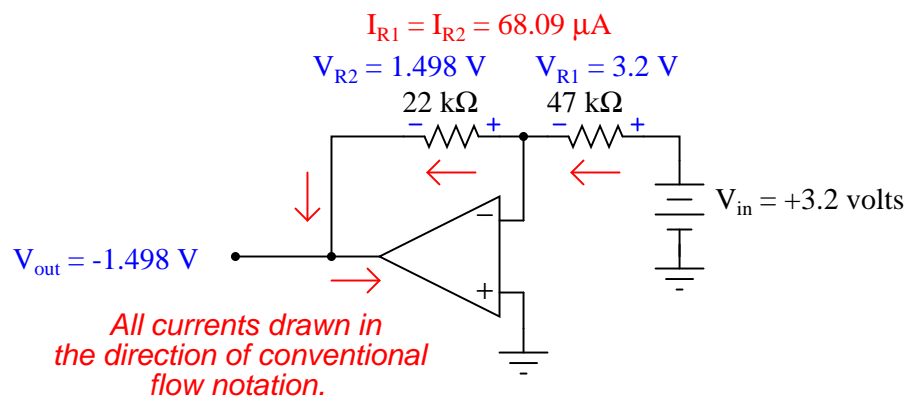 I_R1 = I_R2 = 68.09 μA
V_R2 = 1.498 V V_R1 = 3.2 V
22 kΩ 47 kΩ
− + − +
V_in = +3.2 volts
−
V_out = -1.498 V
+
All currents drawn in
the direction of conventional
flow notation.